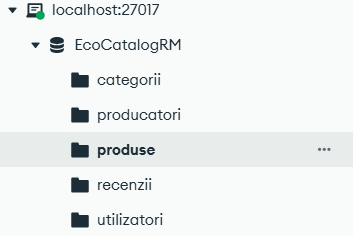 localhost:27017
EcoCatalogRM
categorii
producatori
produse
recenzii
utilizatori